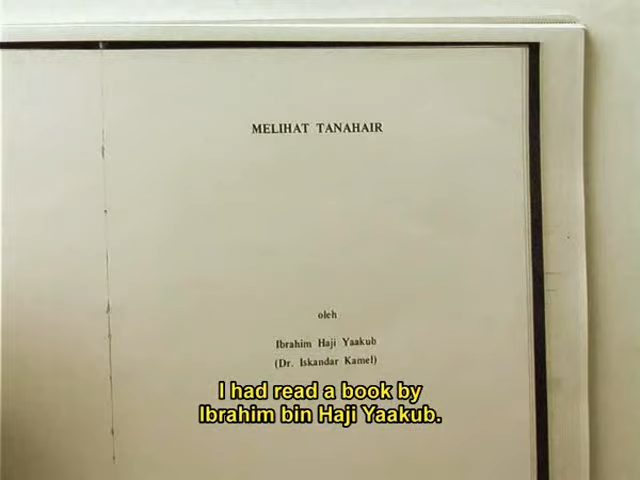 MELIHAT TANAHAIR
oleh
Ibrahim Haji Yaakub
(Dr. Iskandar Kamel)
I had read a book by
Ibrahim bin Haji Yaakub.